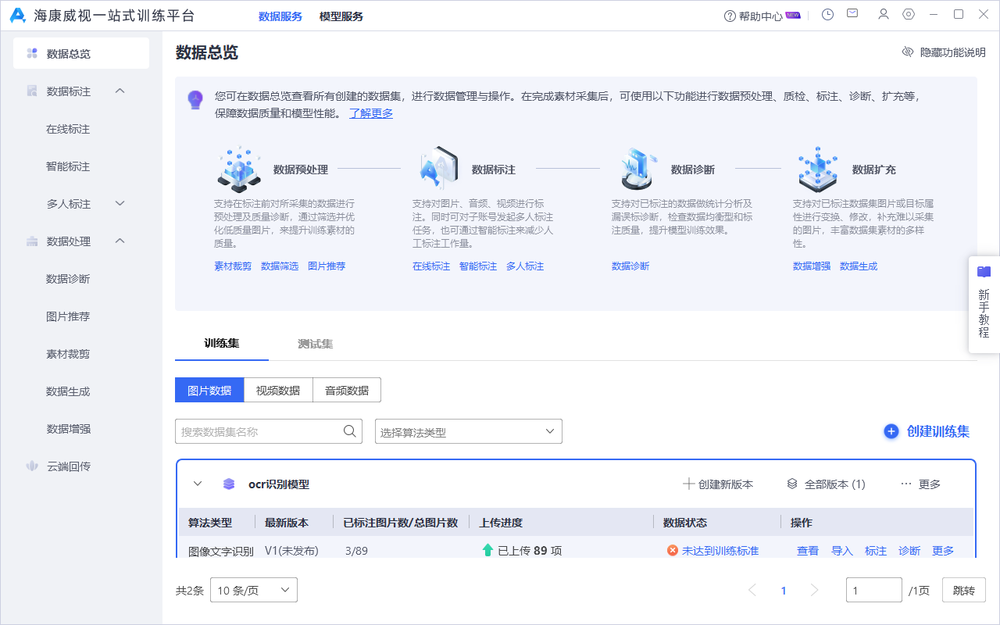 海康威视一站式训练平台
数据服务
模型服务
帮助中心 NEW
数据总览
数据标注
在线标注
智能标注
多人标注
数据处理
数据诊断
图片推荐
素材裁剪
数据生成
数据增强
云端回传
数据总览
隐藏功能说明
您可在数据总览查看所有创建的数据集，进行数据管理与操作。在完成素材采集后，可使用以下功能进行数据预处理、质检、标注、诊断、扩充等，
保障数据质量和模型性能。 了解更多
数据预处理
支持在标注前对所采集的数据进行
预处理及质量诊断，通过筛选并优
化低质量图片，来提升训练素材的
质量。
素材裁剪 数据筛选 图片推荐
数据标注
支持对图片、音频、视频进行标
注。同时可对子账号发起多人标注
任务，也可通过智能标注来减少人
工标注工作量。
在线标注 智能标注 多人标注
数据诊断
支持对已标注的数据做统计分析及
漏误标诊断，检查数据均衡型和标
注质量，提升模型训练效果。
数据诊断
数据扩充
支持对已标注数据集图片或目标属
性进行变换、修改，补充难以采集
的图片，丰富数据集素材的多样
性。
数据增强 数据生成
新手教程
训练集 测试集
图片数据 视频数据 音频数据
搜索数据集名称 选择算法类型 创建训练集
ocr识别模型 创建新版本 全部版本 (1) ··· 更多
算法类型 最新版本 已标注图片数/总图片数 上传进度 数据状态 操作
图像文字识别 V1(未发布) 3/89 已上传 89 项 未达到训练标准 查看 导入 标注 诊断 更多
共2条 10 条/页 1 1 /1页 跳转